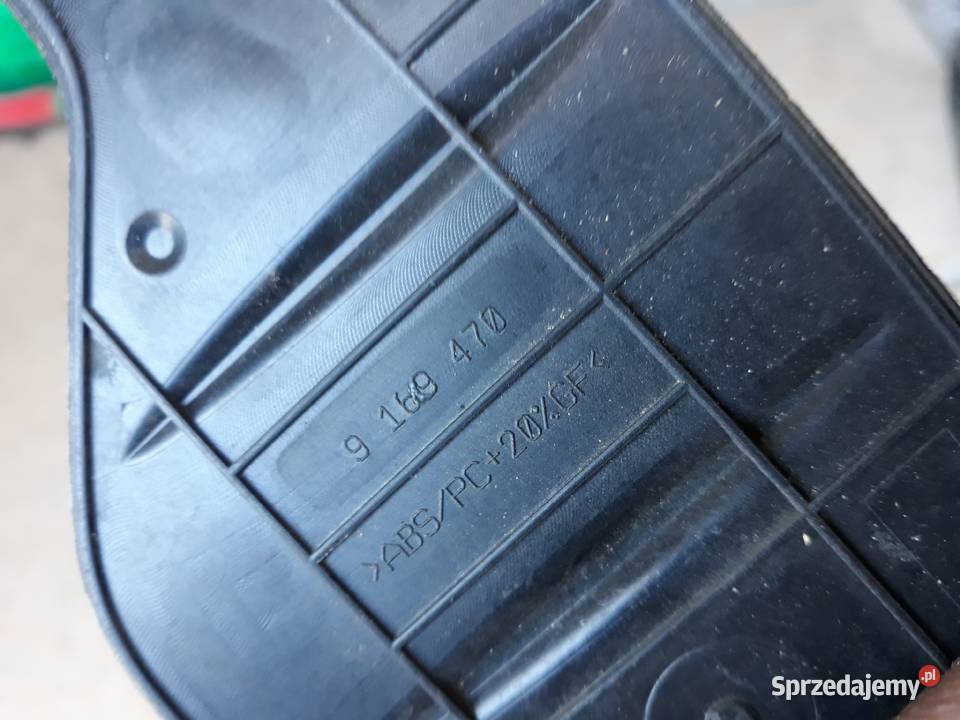 9 169 470
>ABS/PC+20%GF<
Sprzedajemy.pl